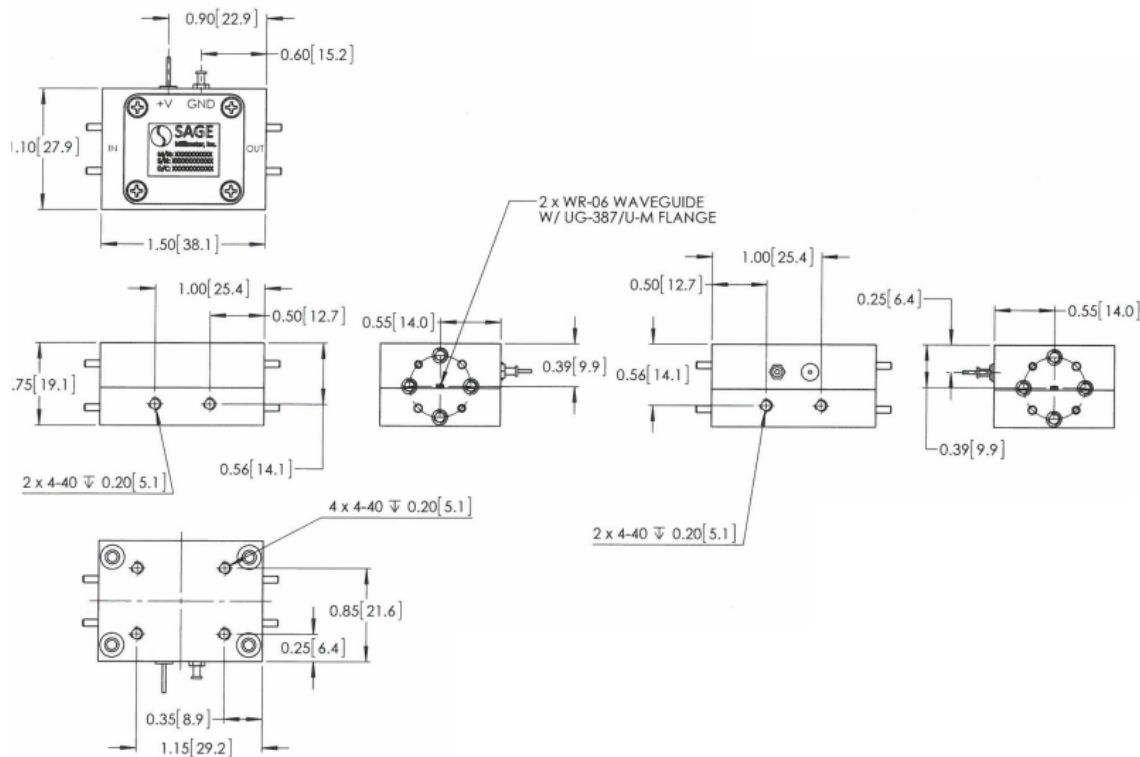 0.90[22.9]
0.60[15.2]
+V GND
SAGE
Millimeter, Inc.
M/N: XXXXXXXXXX
S/N: XXXXXXXXXX
D/C: XXXXXXXXXX
IN
OUT
.10[27.9]
1.50[38.1]
2 x WR-06 WAVEGUIDE
W/ UG-387/U-M FLANGE
1.00[25.4]
0.50[12.7]
.75[19.1]
0.56[14.1]
2 x 4-40 ↧ 0.20[5.1]
0.55[14.0]
0.39[9.9]
1.00[25.4]
0.50[12.7]
0.56[14.1]
2 x 4-40 ↧ 0.20[5.1]
0.25[6.4]
0.55[14.0]
0.39[9.9]
4 x 4-40 ↧ 0.20[5.1]
0.85[21.6]
0.25[6.4]
0.35[8.9]
1.15[29.2]